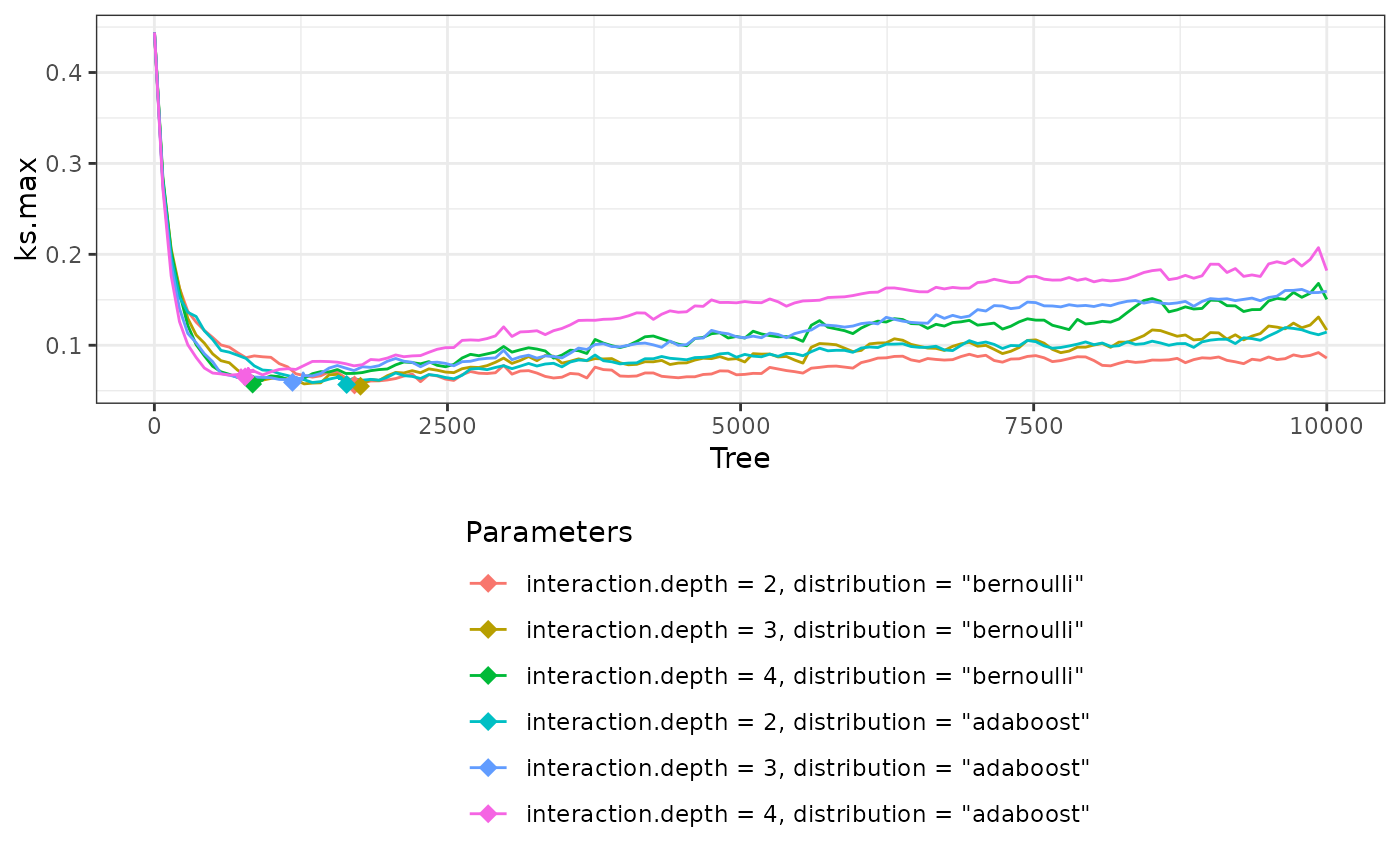 ks.max
0.4
0.3
0.2
0.1
0 2500 5000 7500 10000
Tree
Parameters
interaction.depth = 2, distribution = "bernoulli"
interaction.depth = 3, distribution = "bernoulli"
interaction.depth = 4, distribution = "bernoulli"
interaction.depth = 2, distribution = "adaboost"
interaction.depth = 3, distribution = "adaboost"
interaction.depth = 4, distribution = "adaboost"